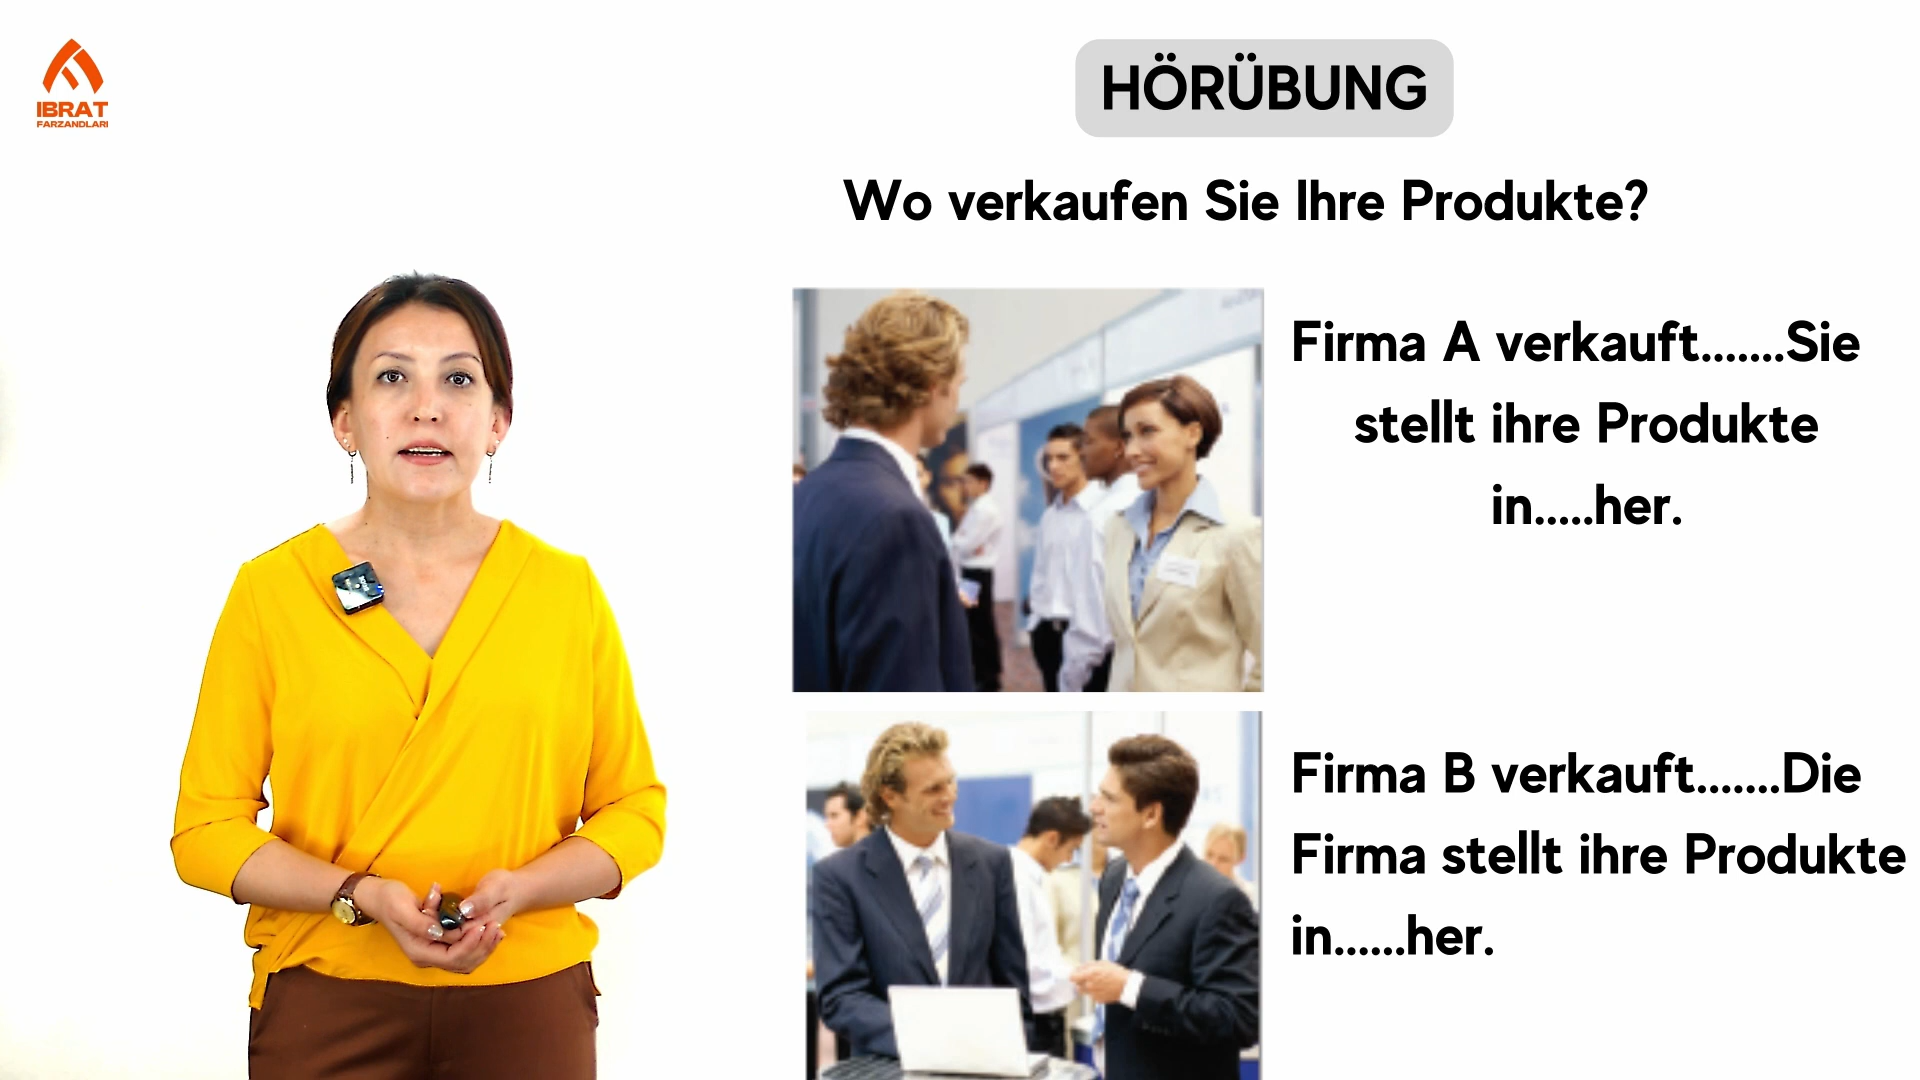 IBRAT
FARZANDLARI
HÖRÜBUNG
Wo verkaufen Sie Ihre Produkte?
Firma A verkauft.......Sie
stellt ihre Produkte
in.....her.
Firma B verkauft.......Die
Firma stellt ihre Produkte
in......her.